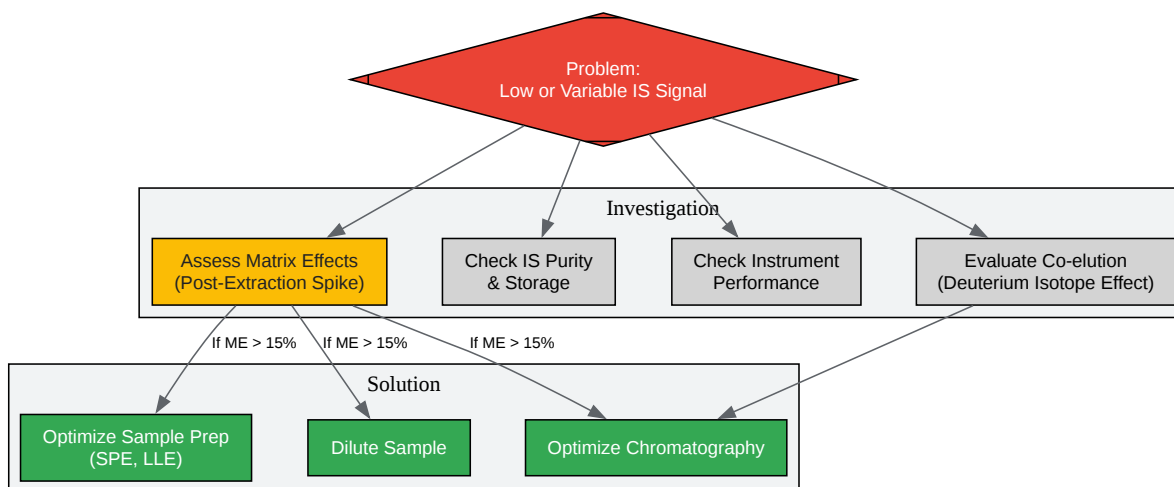 Problem:
Low or Variable IS Signal
Investigation
Assess Matrix Effects
(Post-Extraction Spike)
Check IS Purity
& Storage
Check Instrument
Performance
Evaluate Co-elution
(Deuterium Isotope Effect)
If ME > 15%
If ME > 15%
If ME > 15%
Solution
Optimize Sample Prep
(SPE, LLE)
Dilute Sample
Optimize Chromatography